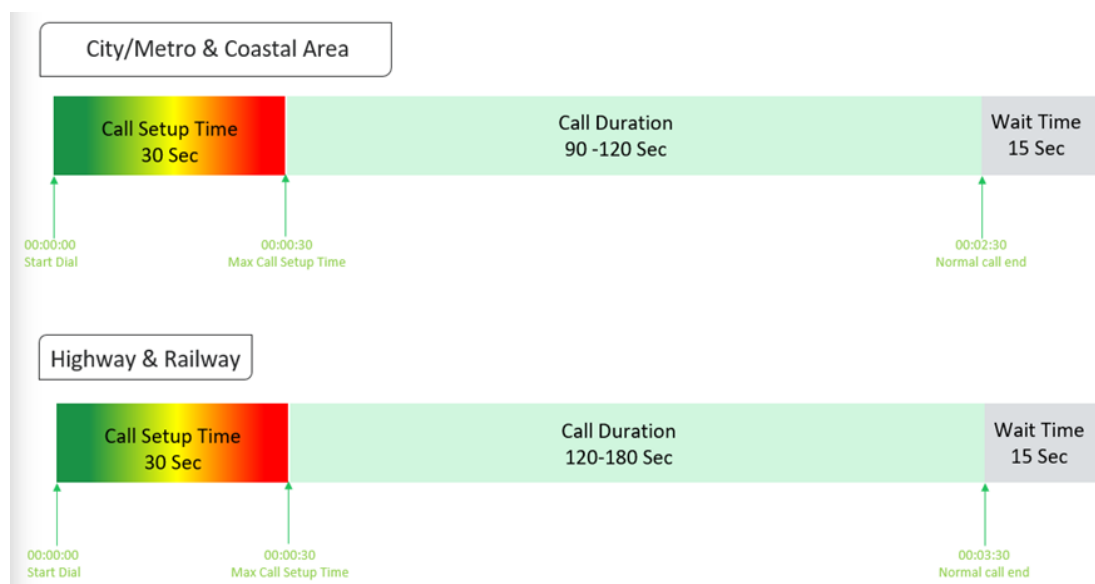 City/Metro & Coastal Area
Call Setup Time
30 Sec
Call Duration
90 -120 Sec
Wait Time
15 Sec
00:00:00
Start Dial
00:00:30
Max Call Setup Time
00:02:30
Normal call end
Highway & Railway
Call Setup Time
30 Sec
Call Duration
120-180 Sec
Wait Time
15 Sec
00:00:00
Start Dial
00:00:30
Max Call Setup Time
00:03:30
Normal call end